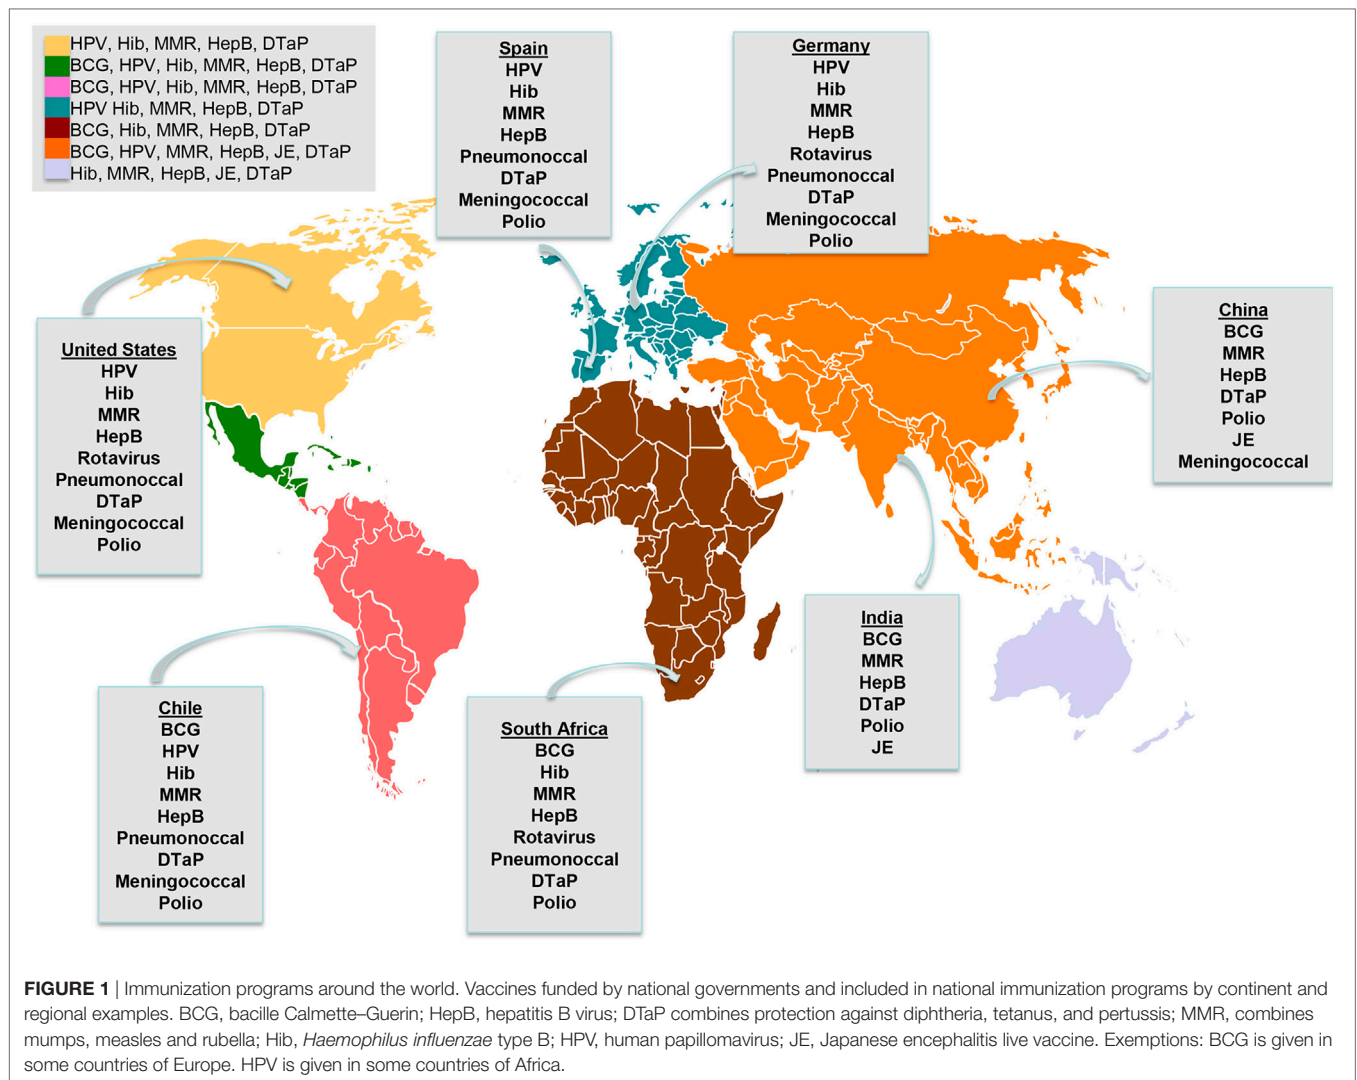 HPV, Hib, MMR, HepB, DTaP
BCG, HPV, Hib, MMR, HepB, DTaP
BCG, HPV, Hib, MMR, HepB, DTaP
HPV Hib, MMR, HepB, DTaP
BCG, Hib, MMR, HepB, DTaP
BCG, HPV, MMR, HepB, JE, DTaP
Hib, MMR, HepB, JE, DTaP
Spain
HPV
Hib
MMR
HepB
Pneumonoccal
DTaP
Meningococcal
Polio
Germany
HPV
Hib
MMR
HepB
Rotavirus
Pneumonoccal
DTaP
Meningococcal
Polio
United States
HPV
Hib
MMR
HepB
Rotavirus
Pneumonoccal
DTaP
Meningococcal
Polio
China
BCG
MMR
HepB
DTaP
Polio
JE
Meningococcal
India
BCG
MMR
HepB
DTaP
Polio
JE
Chile
BCG
HPV
Hib
MMR
HepB
Pneumonoccal
DTaP
Meningococcal
Polio
South Africa
BCG
Hib
MMR
HepB
Rotavirus
Pneumonoccal
DTaP
Polio
FIGURE 1 | Immunization programs around the world. Vaccines funded by national governments and included in national immunization programs by continent and
regional examples. BCG, bacille Calmette–Guerin; HepB, hepatitis B virus; DTaP combines protection against diphtheria, tetanus, and pertussis; MMR, combines
mumps, measles and rubella; Hib, Haemophilus influenzae type B; HPV, human papillomavirus; JE, Japanese encephalitis live vaccine. Exemptions: BCG is given in
some countries of Europe. HPV is given in some countries of Africa.